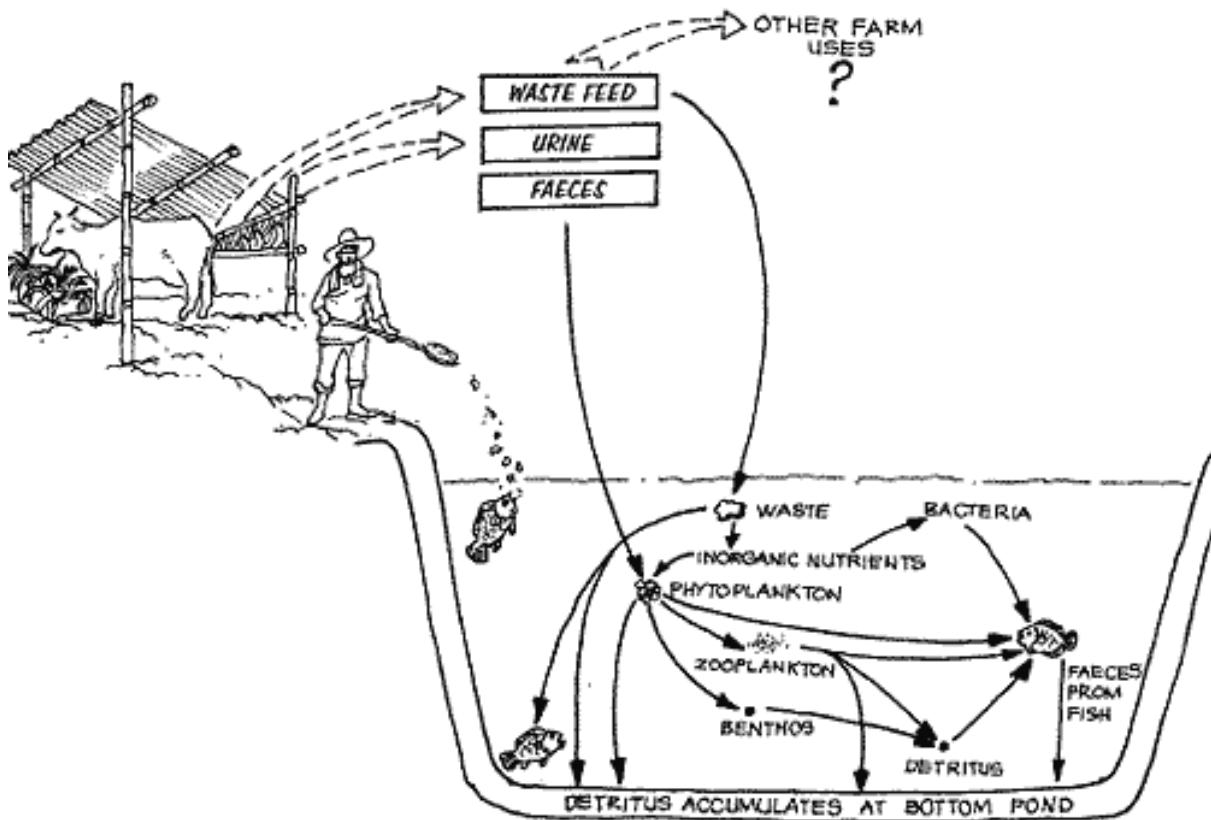 OTHER FARM
USES
?
WASTE FEED
URINE
FAECES
WASTE
BACTERIA
INORGANIC NUTRIENTS
PHYTOPLANKTON
ZOOPLANKTON
FAECES
FROM
FISH
BENTHOS
DETRITUS
DETRITUS ACCUMULATES AT BOTTOM POND